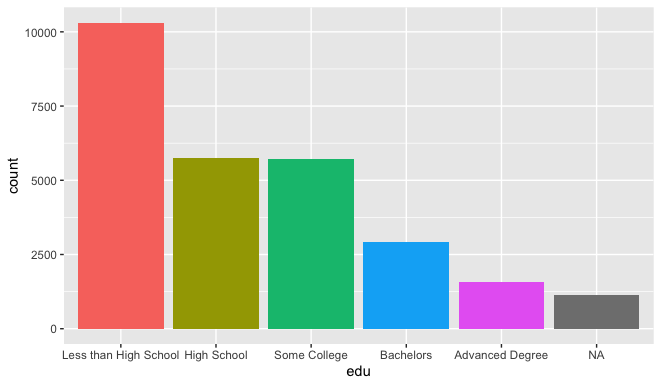 10000
7500
5000
2500
0
count
Less than High School High School Some College Bachelors Advanced Degree NA
edu